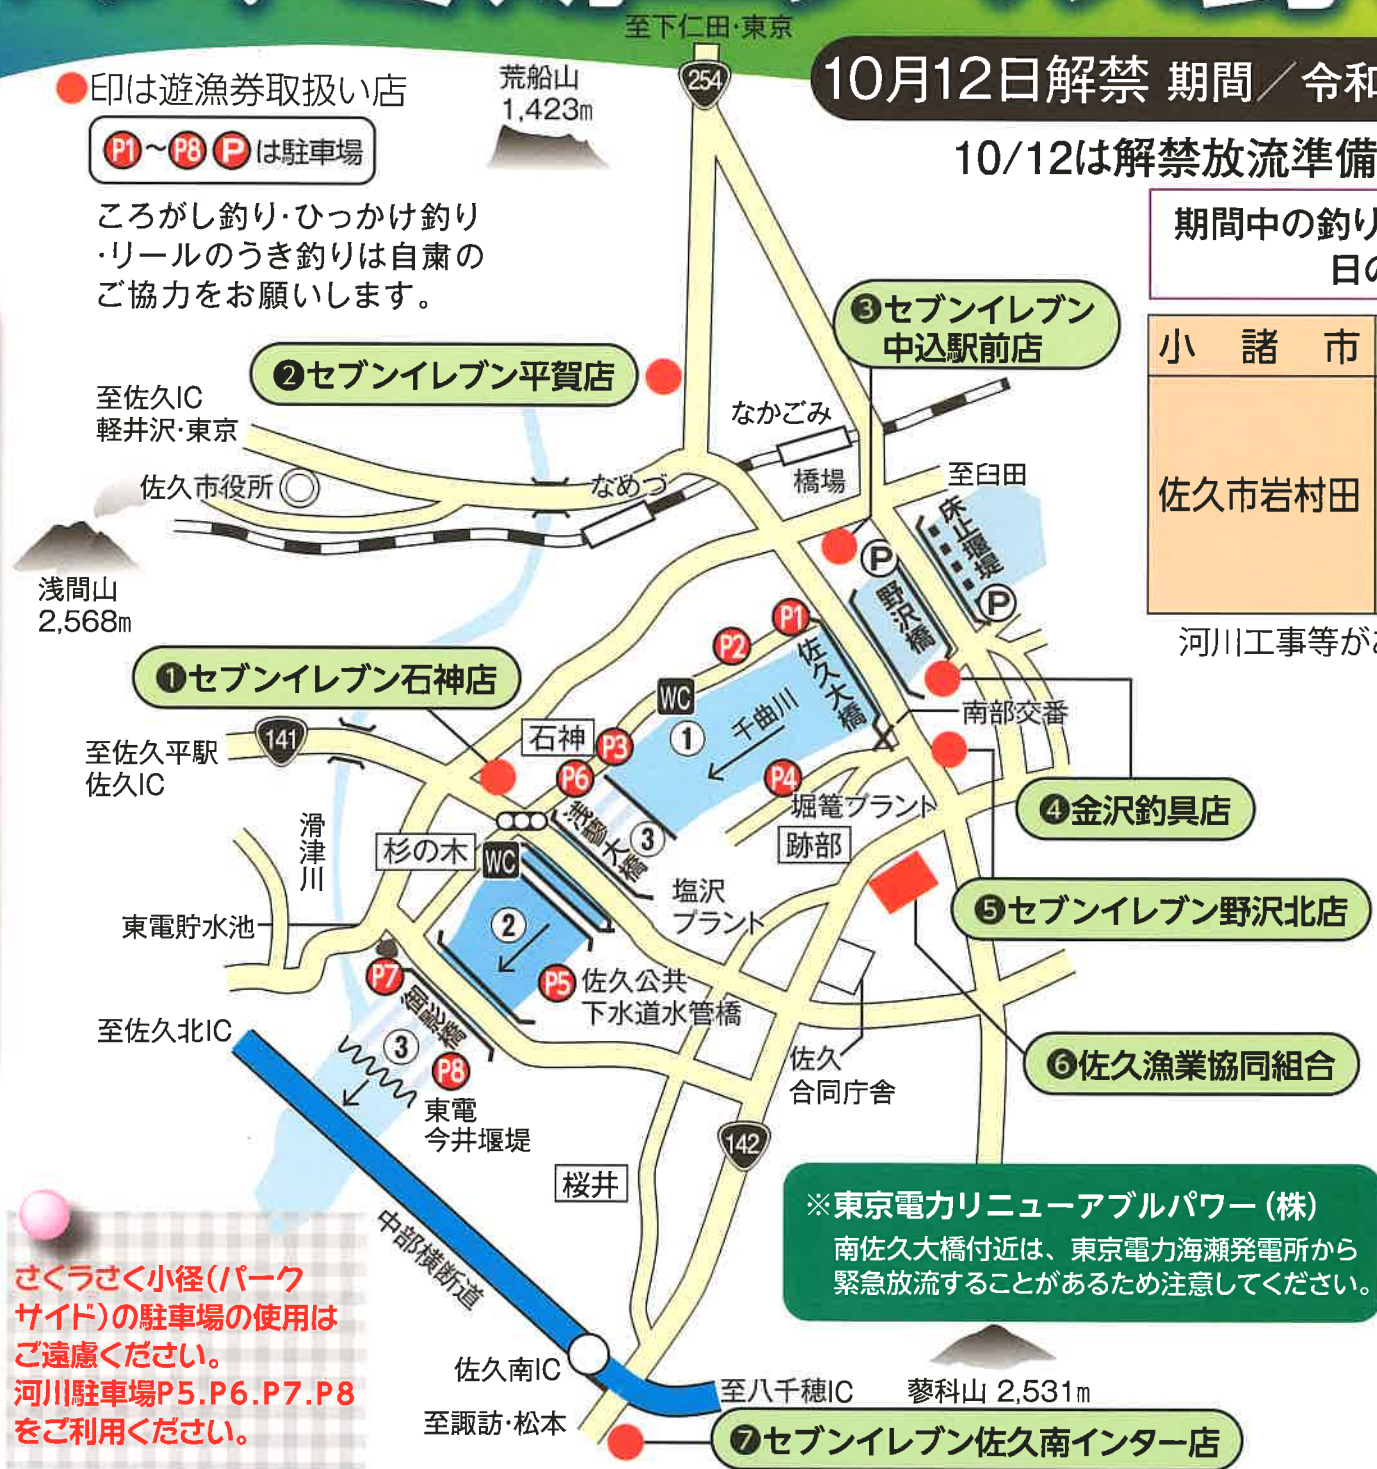 至下仁田・東京
●印は遊漁券取扱い店
P1～P8 Pは駐車場
ころがし釣り・ひっかけ釣り
・リールのうき釣りは自粛の
ご協力をお願いします。
荒船山
1,423m
254
10月12日解禁 期間／令和
10/12は解禁放流準備
期間中の釣り
日の
小諸市
佐久市岩村田
河川工事等があ
❸セブンイレブン
中込駅前店
❷セブンイレブン平賀店
至佐久IC
軽井沢・東京
なかごみ
佐久市役所
なめづ
橋場
至臼田
床止堰堤
P
P
野沢橋
浅間山
2,568m
P1
P2
佐久大橋
❶セブンイレブン石神店
WC
①
千曲川
南部交番
141
石神
P3
至佐久平駅
佐久IC
P6
P4
堀篭プラント
❹金沢釣具店
滑津川
杉の木
WC
浅蓼大橋
③
跡部
塩沢
プラント
❺セブンイレブン野沢北店
東電貯水池
②
P7
P5
佐久公共
下水道水管橋
御影橋
至佐久北IC
③
P8
佐久
合同庁舎
❻佐久漁業協同組合
東電
今井堰堤
142
桜井
※東京電力リニューアブルパワー(株)
南佐久大橋付近は、東京電力海瀬発電所から
緊急放流することがあるため注意してください。
中部横断道
さくらさく小径(パーク
サイド)の駐車場の使用は
ご遠慮ください。
河川駐車場P5.P6.P7.P8
をご利用ください。
佐久南IC
至八千穂IC
蓼科山 2,531m
至諏訪・松本
❼セブンイレブン佐久南インター店